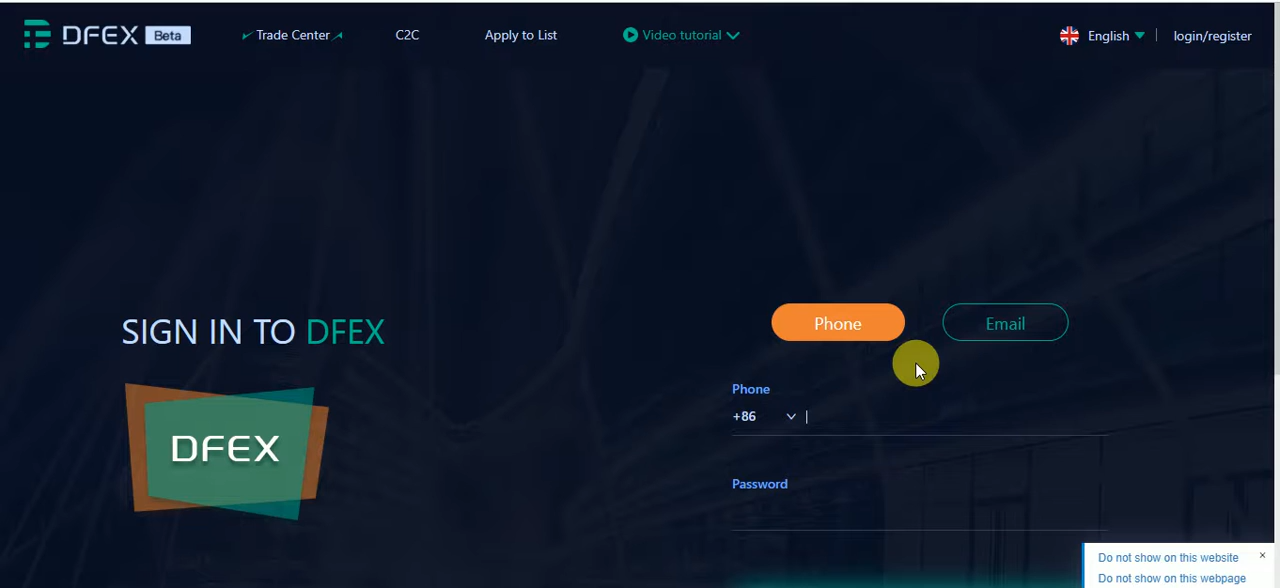 DFEX Beta Trade Center C2C Apply to List Video tutorial English login/register
SIGN IN TO DFEX
DFEX
Phone Email
Phone
+86
Password
Do not show on this website
Do not show on this webpage